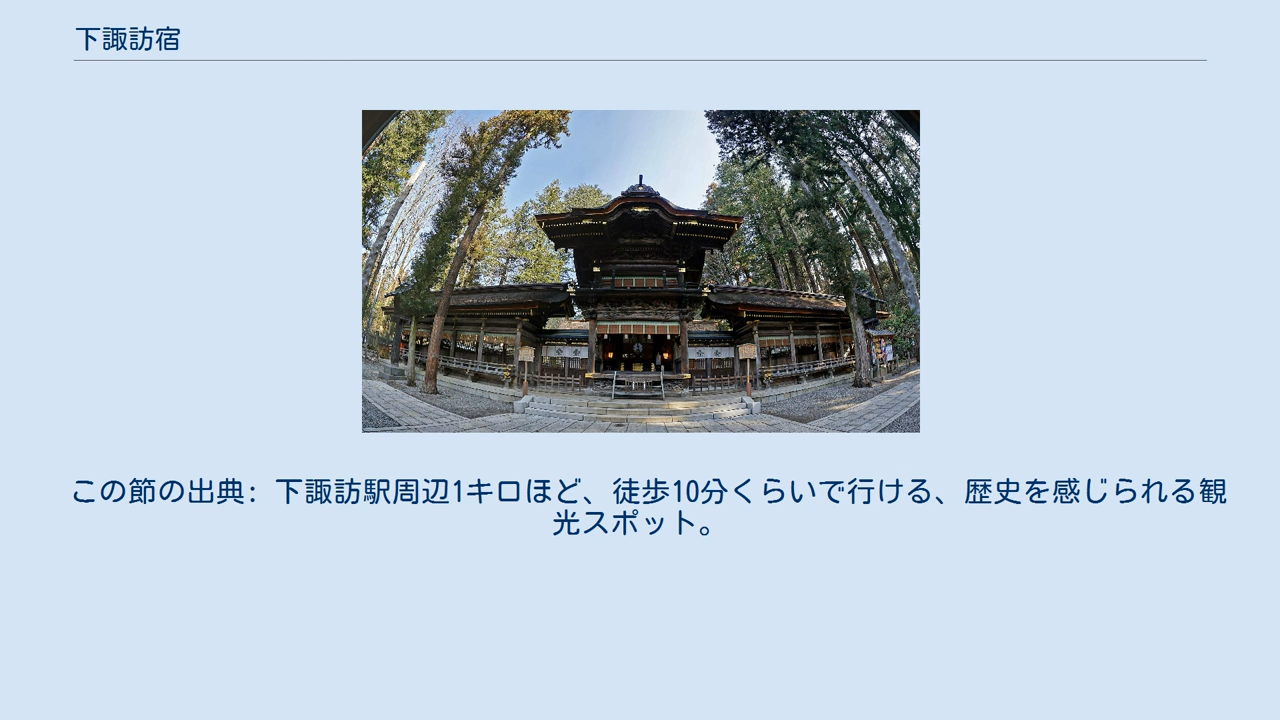 下諏訪宿
この節の出典: 下諏訪駅周辺1キロほど、徒歩10分くらいで行ける、歴史を感じられる観
光スポット。